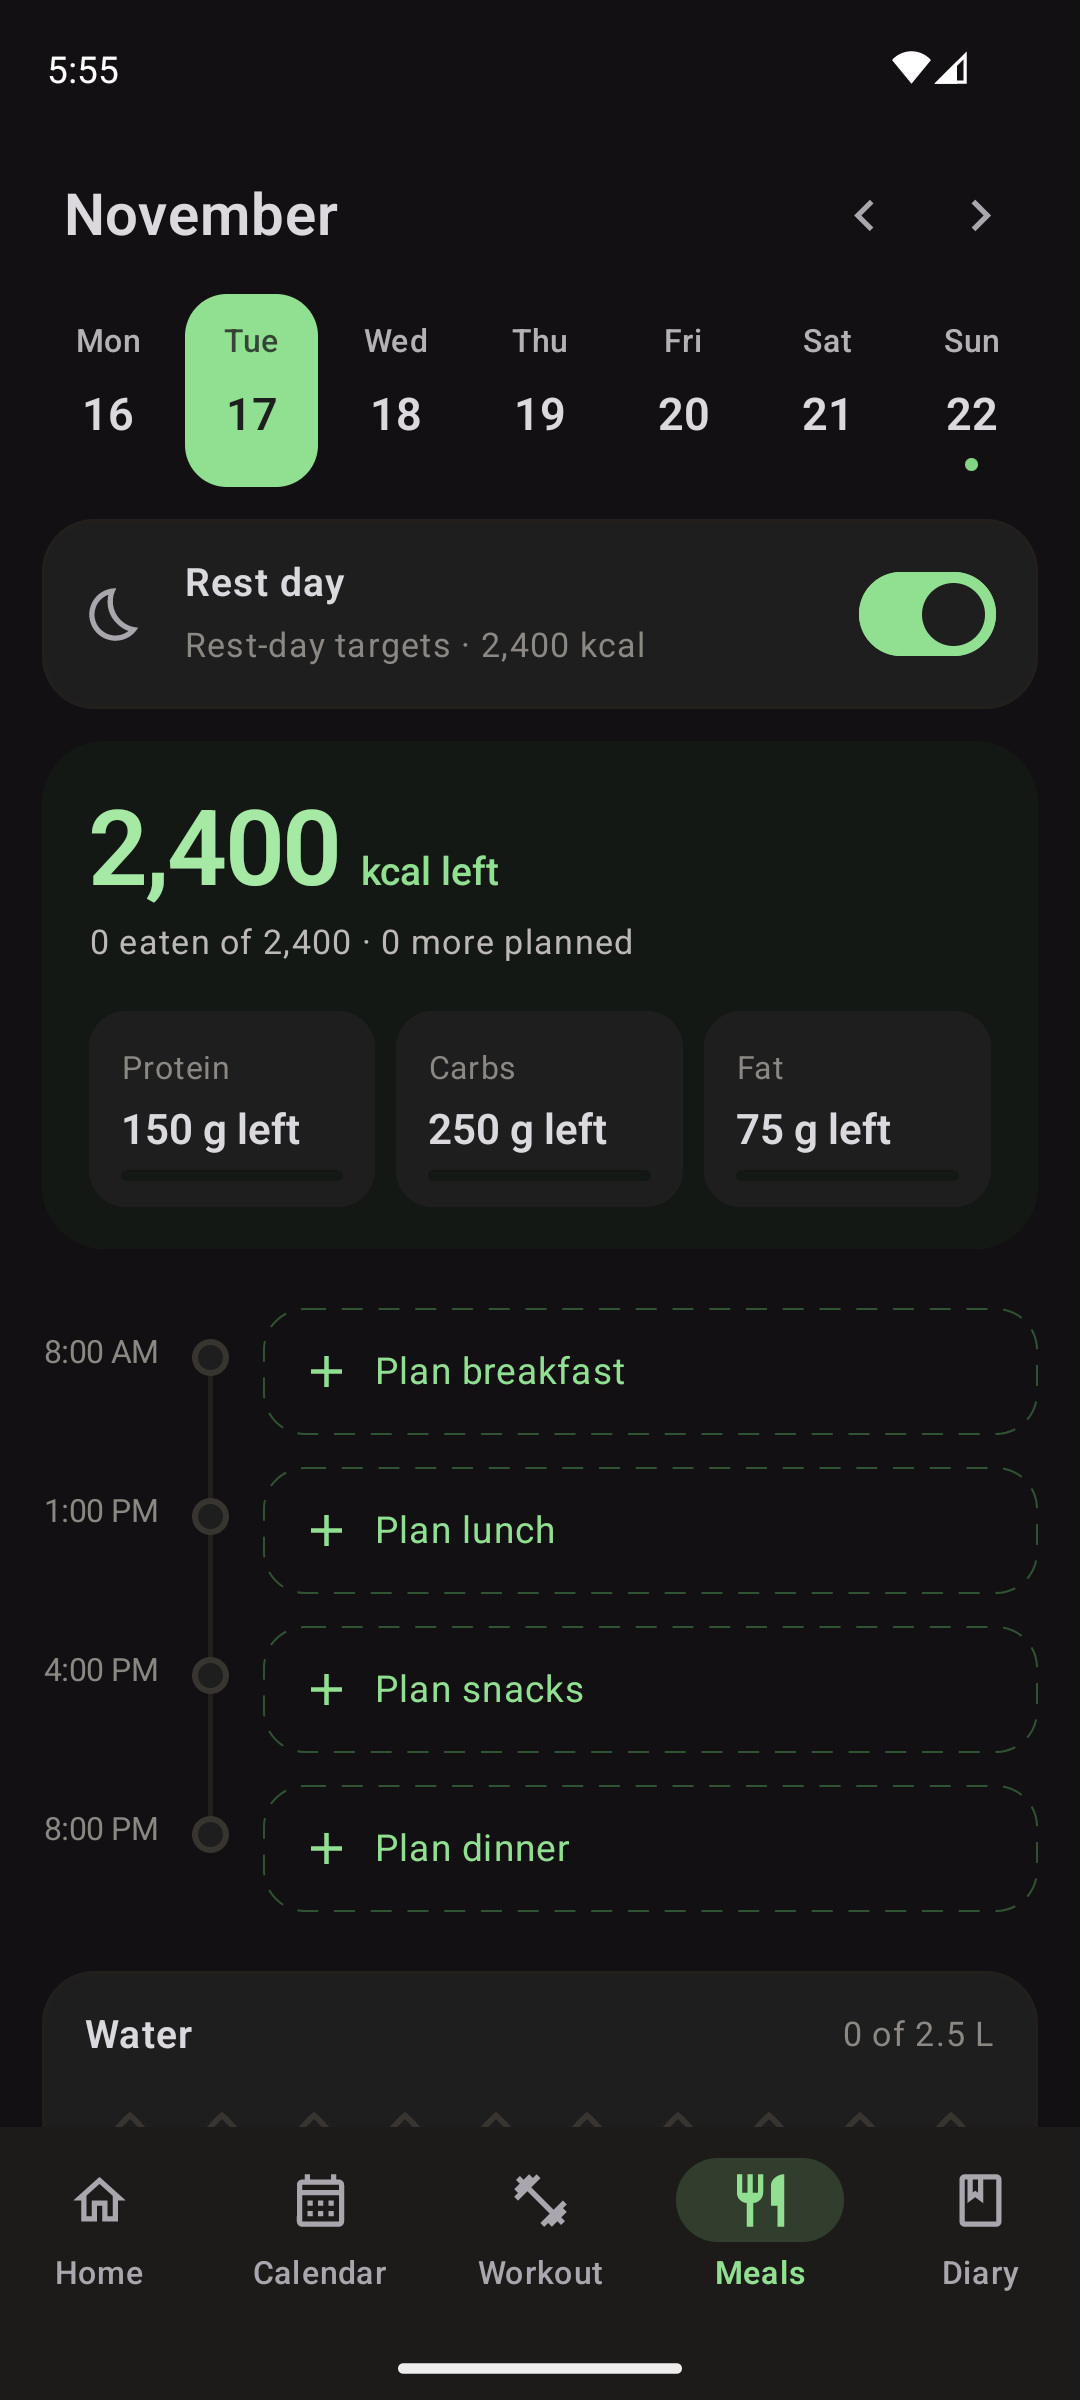 5:55
November
Mon Tue Wed Thu Fri Sat Sun
16 17 18 19 20 21 22
Rest day
Rest-day targets · 2,400 kcal
2,400 kcal left
0 eaten of 2,400 · 0 more planned
Protein Carbs Fat
150 g left 250 g left 75 g left
8:00 AM Plan breakfast
1:00 PM Plan lunch
4:00 PM Plan snacks
8:00 PM Plan dinner
Water 0 of 2.5 L
Home Calendar Workout Meals Diary